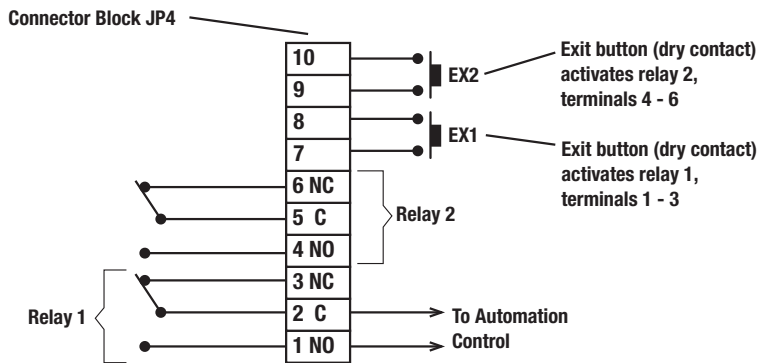 Connector Block JP4
10
9
8
7
6 NC
5 C
4 NO
3 NC
2 C
1 NO
EX2
Exit button (dry contact)
activates relay 2,
terminals 4 - 6
EX1
Exit button (dry contact)
activates relay 1,
terminals 1 - 3
Relay 2
Relay 1
To Automation
Control